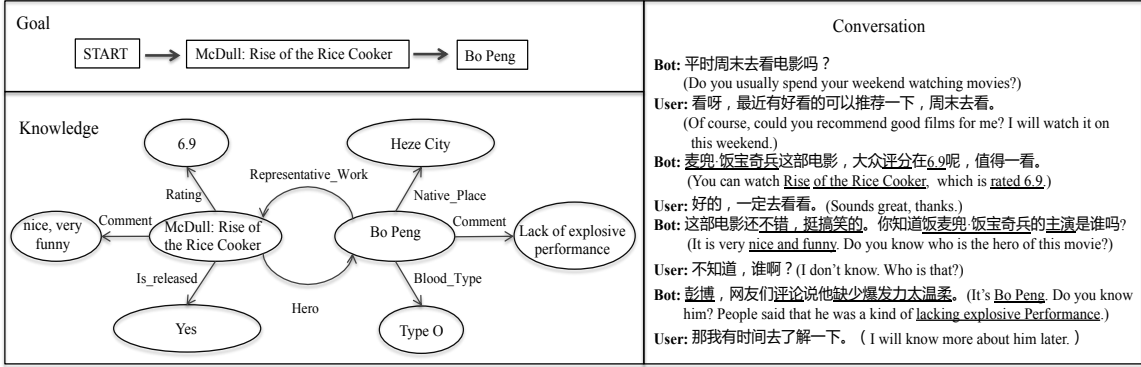 Goal
START
McDull: Rise of the Rice Cooker
Bo Peng
Knowledge
6.9
Heze City
Representative_Work
Rating
Native_Place
nice, very
funny
Comment
McDull: Rise of
the Rice Cooker
Bo Peng
Comment
Lack of explosive
performance
Is_released
Blood_Type
Hero
Yes
Type O
Conversation
Bot: 平时周末去看电影吗？
(Do you usually spend your weekend watching movies?)
User: 看呀，最近有好看的可以推荐一下，周末去看。
(Of course, could you recommend good films for me? I will watch it on
this weekend.)
Bot: 麦兜·饭宝奇兵这部电影，大众评分在6.9呢，值得一看。
(You can watch Rise of the Rice Cooker, which is rated 6.9.)
User: 好的，一定去看看。(Sounds great, thanks.)
Bot: 这部电影还不错，挺搞笑的。你知道饭麦兜·饭宝奇兵的主演是谁吗?
(It is very nice and funny. Do you know who is the hero of this movie?)
User: 不知道，谁啊？(I don't know. Who is that?)
Bot: 彭博，网友们评论说他缺少爆发力太温柔。(It's Bo Peng. Do you know
him? People said that he was a kind of lacking explosive Performance.)
User: 那我有时间去了解一下。（ I will know more about him later. ）